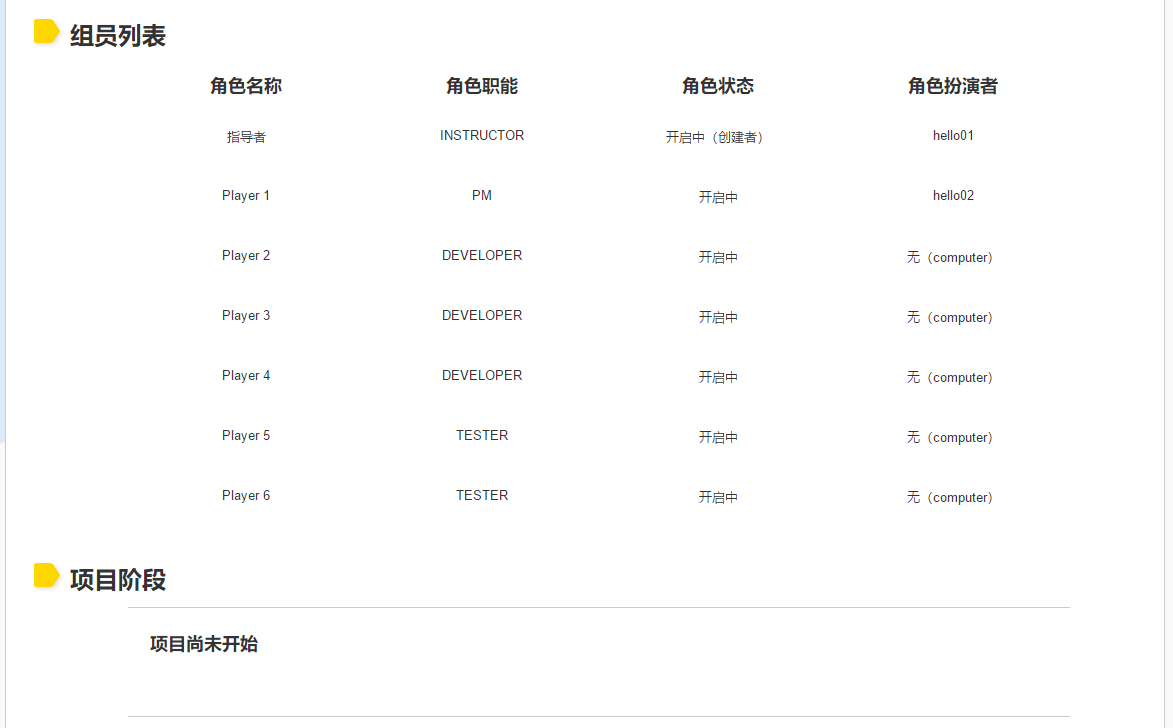 组员列表
角色名称 角色职能 角色状态 角色扮演者
指导者 INSTRUCTOR 开启中（创建者） hello01
Player 1 PM 开启中 hello02
Player 2 DEVELOPER 开启中 无（computer）
Player 3 DEVELOPER 开启中 无（computer）
Player 4 DEVELOPER 开启中 无（computer）
Player 5 TESTER 开启中 无（computer）
Player 6 TESTER 开启中 无（computer）
项目阶段
项目尚未开始